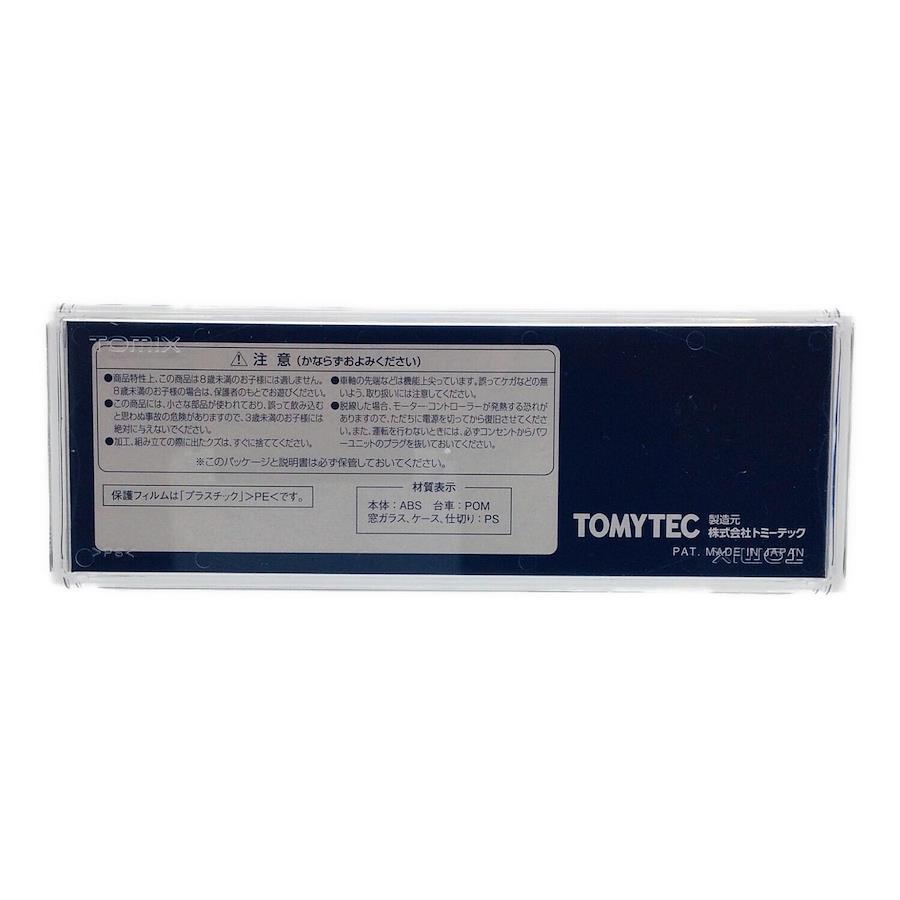 TOMIX
⚠ 注意 (かならずおよみください)
●商品特性上、この商品は8歳未満のお子様には適しません。
8歳未満のお子様の場合は、保護者のもとでお遊びください。
●この商品には、小さな部品が使われており、誤って飲み込む
と思わぬ事故の危険がありますので、3歳未満のお子様には
絶対に与えないでください。
●加工、組み立ての際に出たクズは、すぐに捨ててください。
●車軸の先端などは機能上尖っています。誤ってケガなどの無
いよう、取り扱いには注意してください。
●脱線した場合、モーター・コントローラーが発熱する恐れが
ありますので、ただちに電源を切ってから復旧させてくださ
い。また、運転を行わないときには、必ずコンセントからパワ
ーユニットのプラグを抜いておいてください。
※このパッケージと説明書は必ず保管しておいてください。
保護フィルムは「プラスチック」>PE<です。
材質表示
本体:ABS 台車:POM
窓ガラス、ケース、仕切り:PS
>PS<
TOMYTEC 製造元
株式会社トミーテック
PAT. MADE IN JAPAN
TOMIX